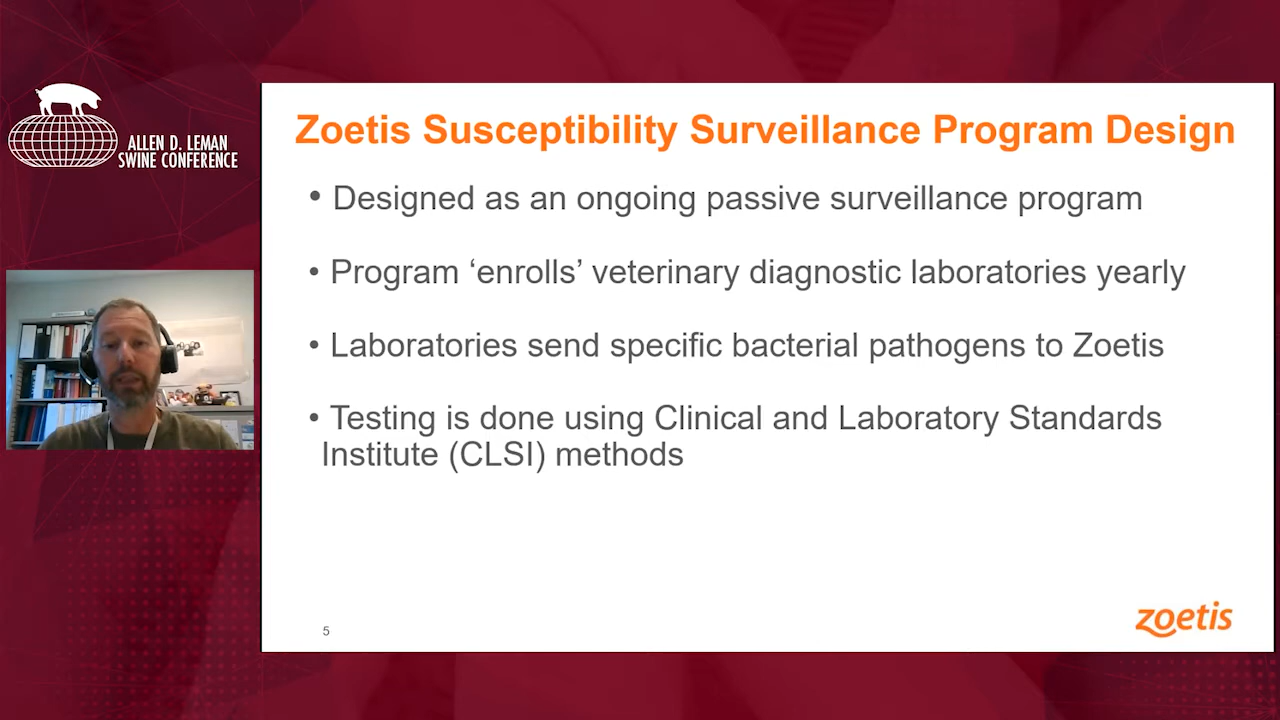 ALLEN D. LEMAN
SWINE CONFERENCE
Zoetis Susceptibility Surveillance Program Design
• Designed as an ongoing passive surveillance program
• Program ‘enrolls’ veterinary diagnostic laboratories yearly
• Laboratories send specific bacterial pathogens to Zoetis
• Testing is done using Clinical and Laboratory Standards
Institute (CLSI) methods
5
zoetis